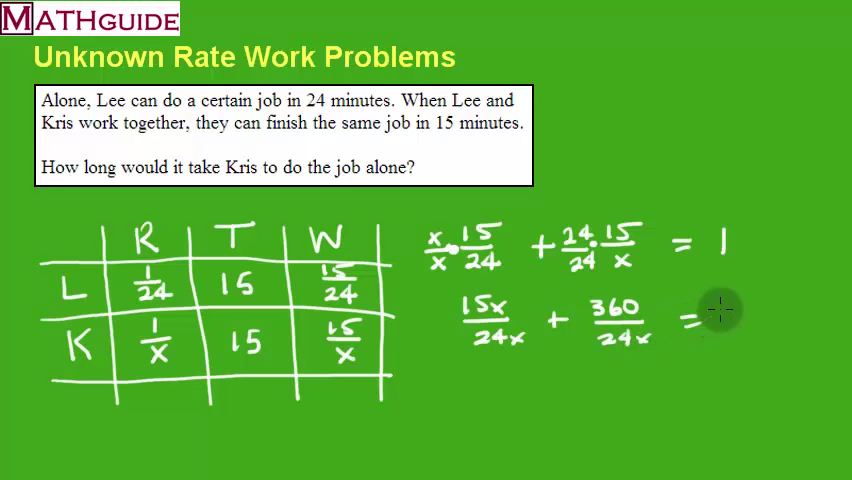 MATHGUIDE
Unknown Rate Work Problems
Alone, Lee can do a certain job in 24 minutes. When Lee and
Kris work together, they can finish the same job in 15 minutes.
How long would it take Kris to do the job alone?
R T W
L 1/24 15 15/24
K 1/x 15 15/x
x/x · 15/24 + 24/24 · 15/x = 1
15x/24x + 360/24x =